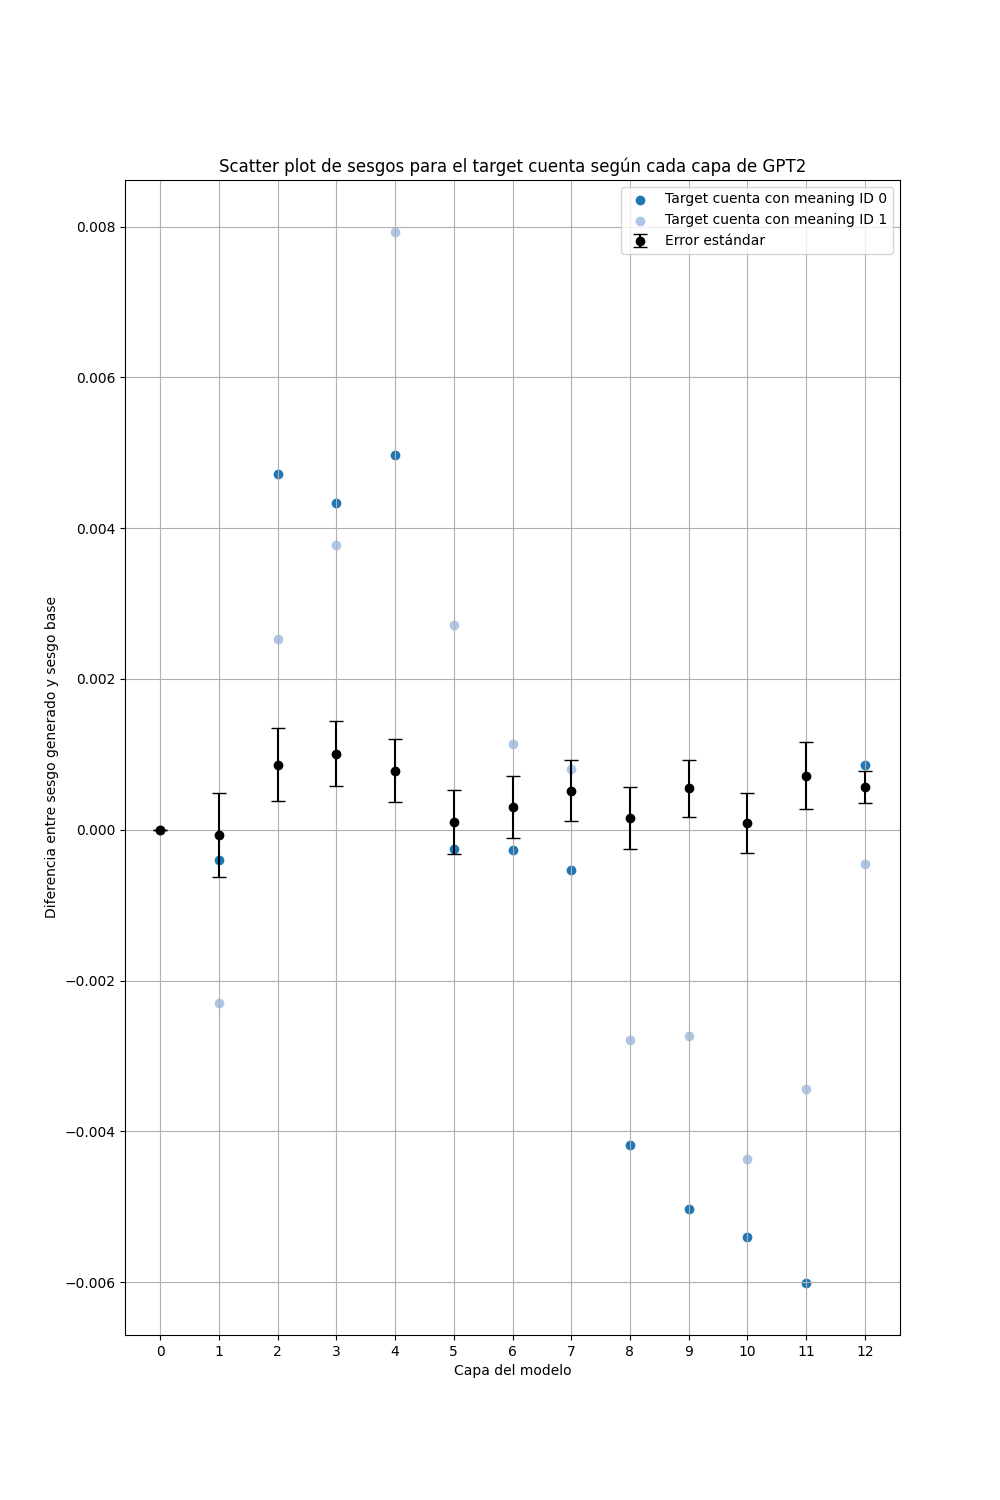 Scatter plot de sesgos para el target cuenta según cada capa de GPT2
Target cuenta con meaning ID 0
Target cuenta con meaning ID 1
Error estándar
Diferencia entre sesgo generado y sesgo base
0.008
0.006
0.004
0.002
0.000
−0.002
−0.004
−0.006
0 1 2 3 4 5 6 7 8 9 10 11 12
Capa del modelo